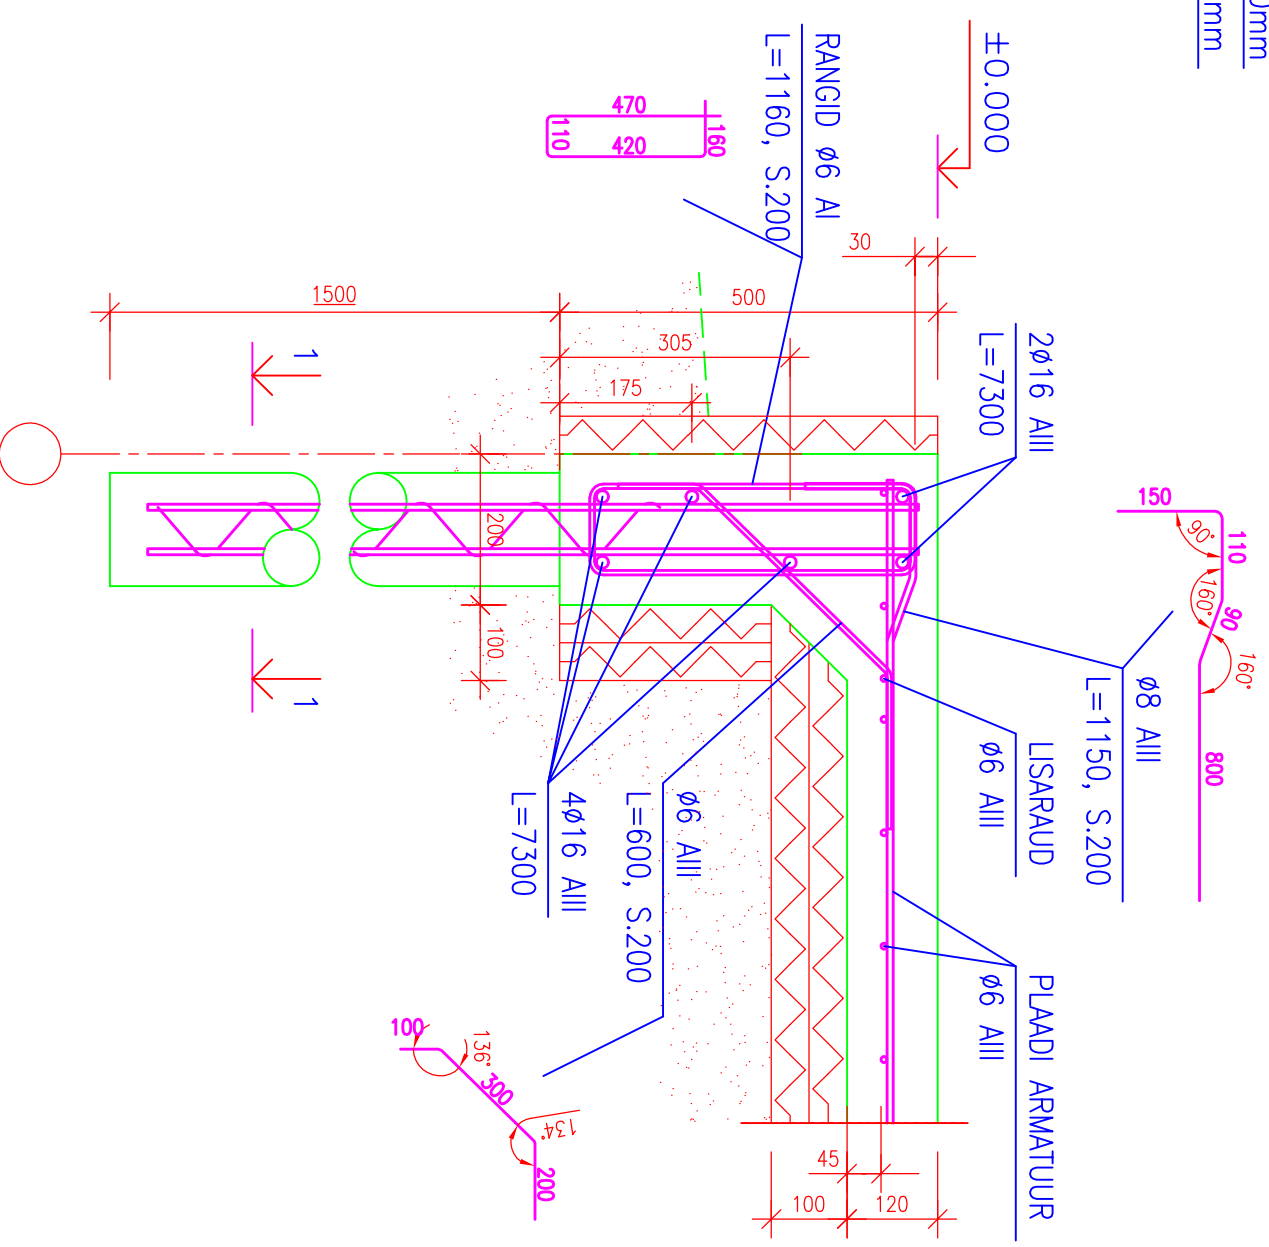 0mm
mm
±0.000
RANGID ø6 AI
L=1160, S.200
470
420
110
160
30
1500
500
305
175
200
100
1
1
2ø16 AIII
L=7300
150
110
90
800
90°
160°
160°
ø8 AIII
L=1150, S.200
LISARAUD
ø6 AIII
4ø16 AIII
L=7300
ø6 AIII
L=600, S.200
PLAADI ARMATUUR
ø6 AIII
100
300
200
136°
134°
45
100
120